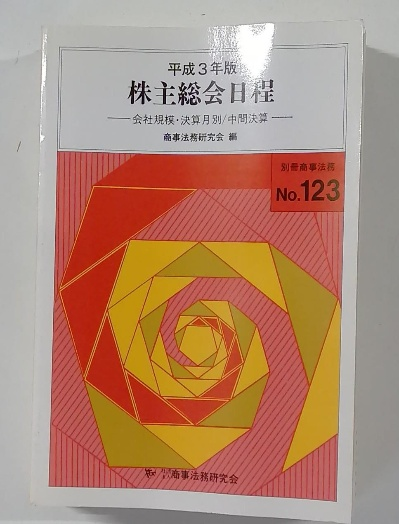 平成3年版
株主総会日程
会社規模・決算月別/中間決算
商事法務研究会 編
別冊商事法務
No.123
商事法務研究会